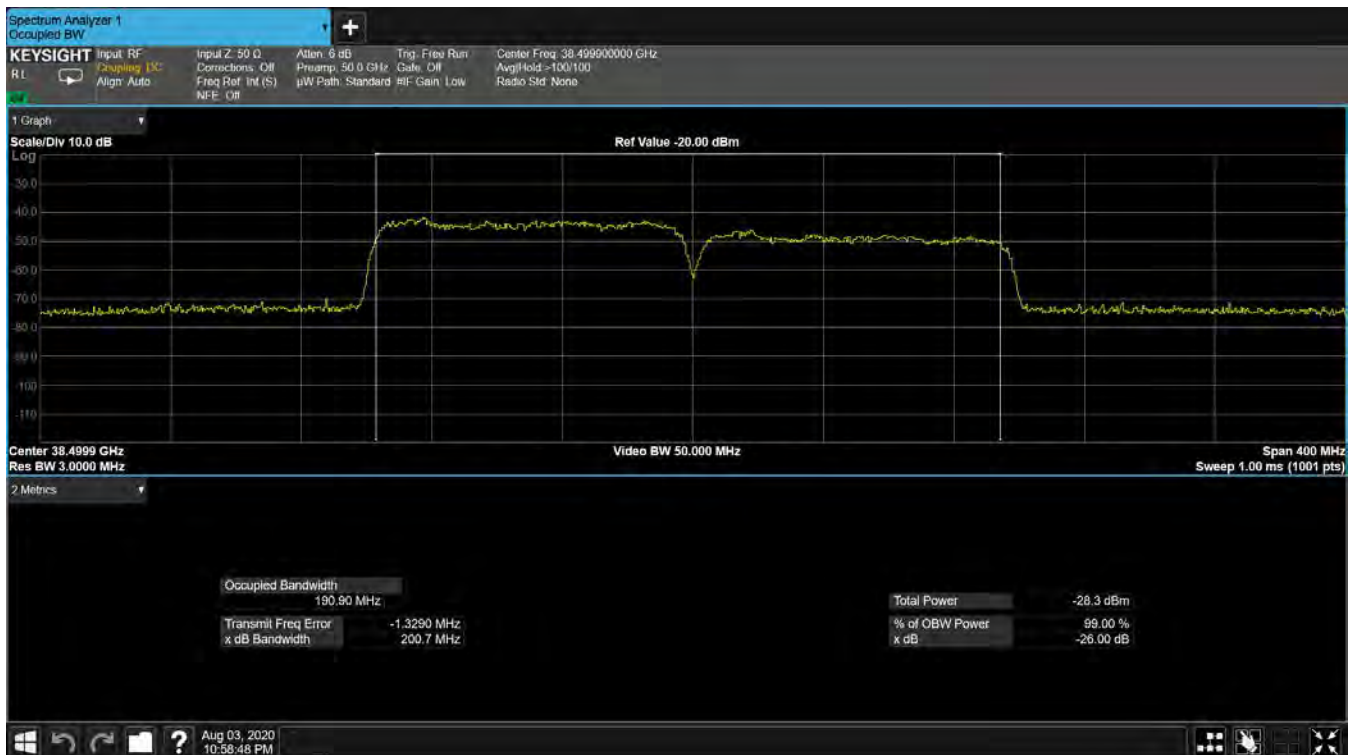 Spectrum Analyzer 1
Occupied BW
KEYSIGHT Input: RF Input Z: 50 Ω Atten: 6 dB Trig: Free Run Center Freq: 38.499900000 GHz
R L Coupling: DC Corrections: Off Preamp: 50.0 GHz Gate: Off Avg|Hold:>100/100
Align: Auto Freq Ref: Int (S) µW Path: Standard #IF Gain: Low Radio Std: None
NFE: Off
1 Graph
Scale/Div 10.0 dB Ref Value -20.00 dBm
Log
-30.0
-40.0
-50.0
-60.0
-70.0
-80.0
-90.0
-100
-110
Center 38.4999 GHz Video BW 50.000 MHz Span 400 MHz
Res BW 3.0000 MHz Sweep 1.00 ms (1001 pts)
2 Metrics
Occupied Bandwidth
190.90 MHz Total Power -28.3 dBm
Transmit Freq Error -1.3290 MHz % of OBW Power 99.00 %
x dB Bandwidth 200.7 MHz x dB -26.00 dB
? Aug 03, 2020
10:58:48 PM